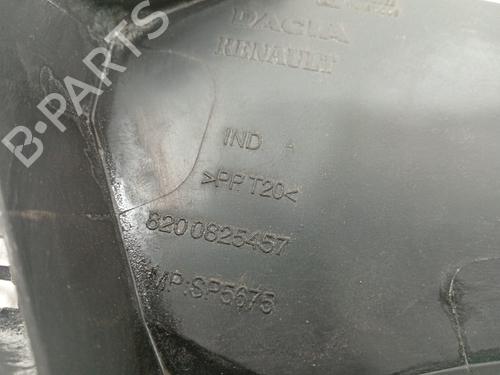 DACIA
RENAULT
IND A
>PP.T20<
8200825457
MP:SP5675
B-PARTS